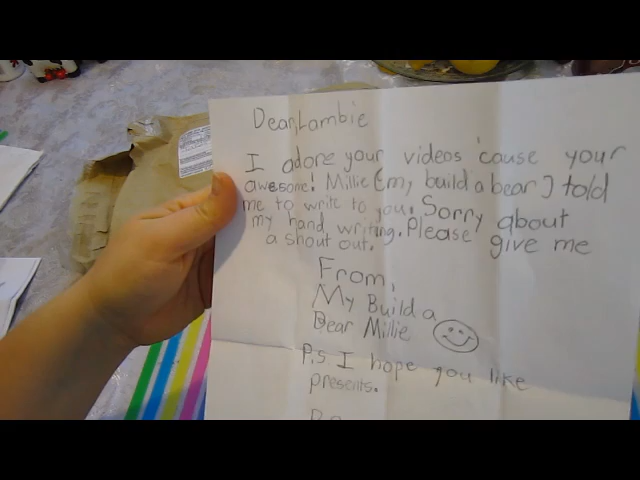 Dear, Lambie
I adore your videos 'cause your
awesome! Millie (my build a bear) told
me to write to you. Sorry about
my hand writing. Please give me
a shout out.
From,
My Build a
Bear Millie
P.s. I hope you like
presents.